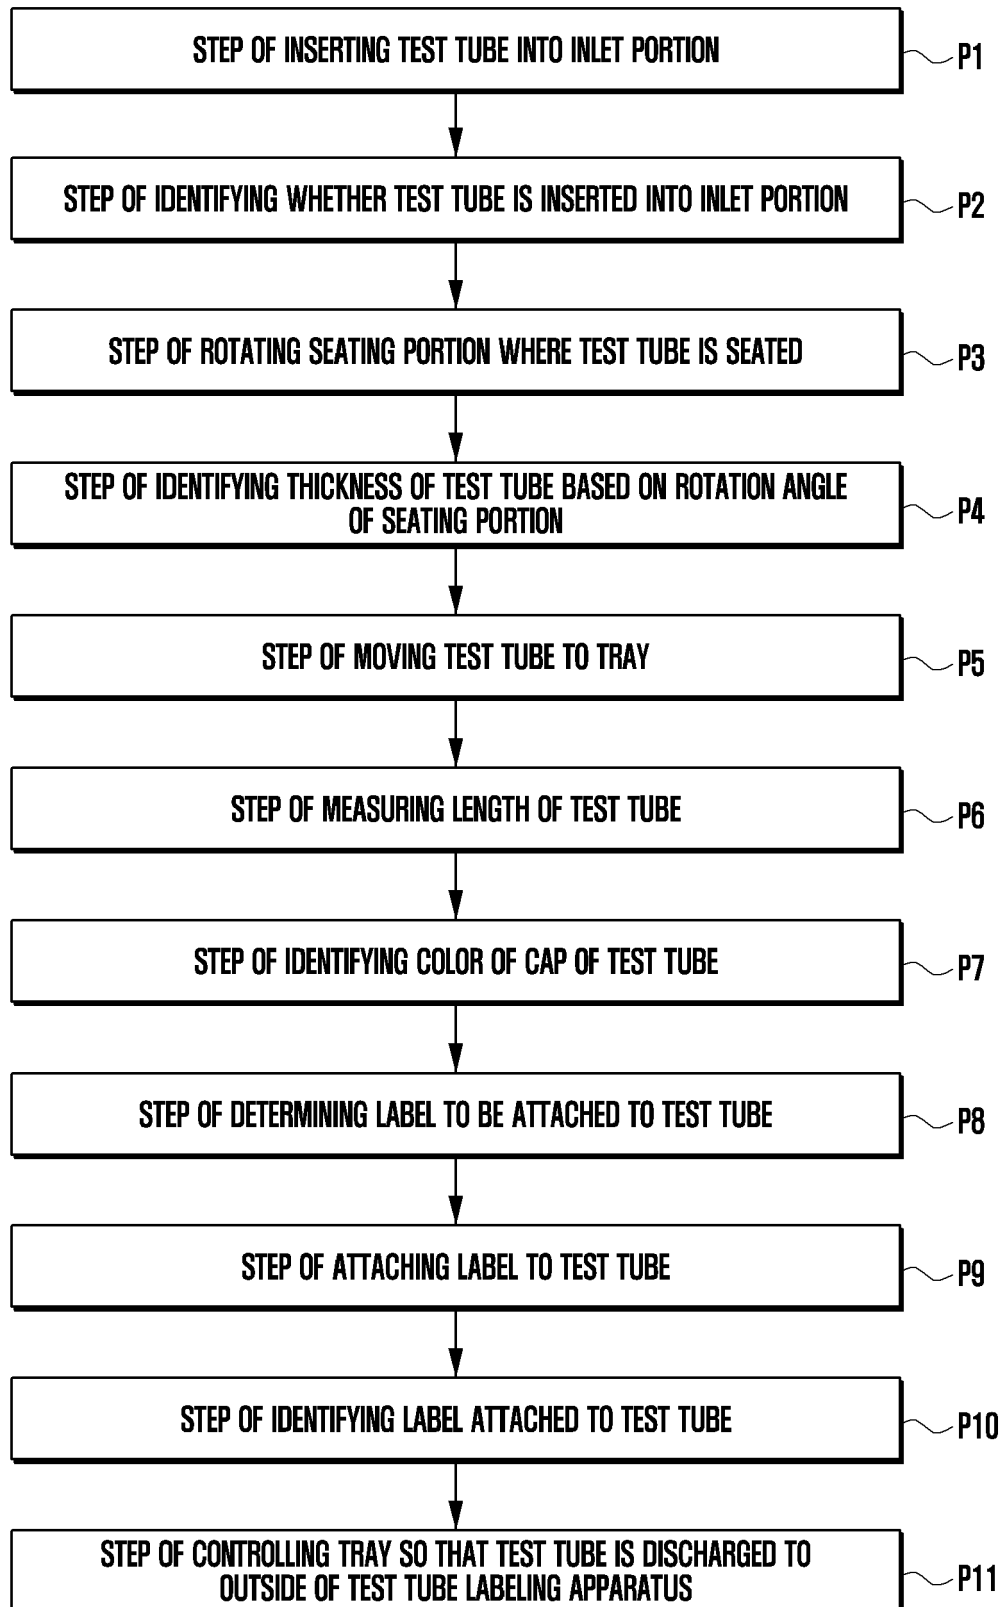 STEP OF INSERTING TEST TUBE INTO INLET PORTION
P1
STEP OF IDENTIFYING WHETHER TEST TUBE IS INSERTED INTO INLET PORTION
P2
STEP OF ROTATING SEATING PORTION WHERE TEST TUBE IS SEATED
P3
STEP OF IDENTIFYING THICKNESS OF TEST TUBE BASED ON ROTATION ANGLE
OF SEATING PORTION
P4
STEP OF MOVING TEST TUBE TO TRAY
P5
STEP OF MEASURING LENGTH OF TEST TUBE
P6
STEP OF IDENTIFYING COLOR OF CAP OF TEST TUBE
P7
STEP OF DETERMINING LABEL TO BE ATTACHED TO TEST TUBE
P8
STEP OF ATTACHING LABEL TO TEST TUBE
P9
STEP OF IDENTIFYING LABEL ATTACHED TO TEST TUBE
P10
STEP OF CONTROLLING TRAY SO THAT TEST TUBE IS DISCHARGED TO
OUTSIDE OF TEST TUBE LABELING APPARATUS
P11